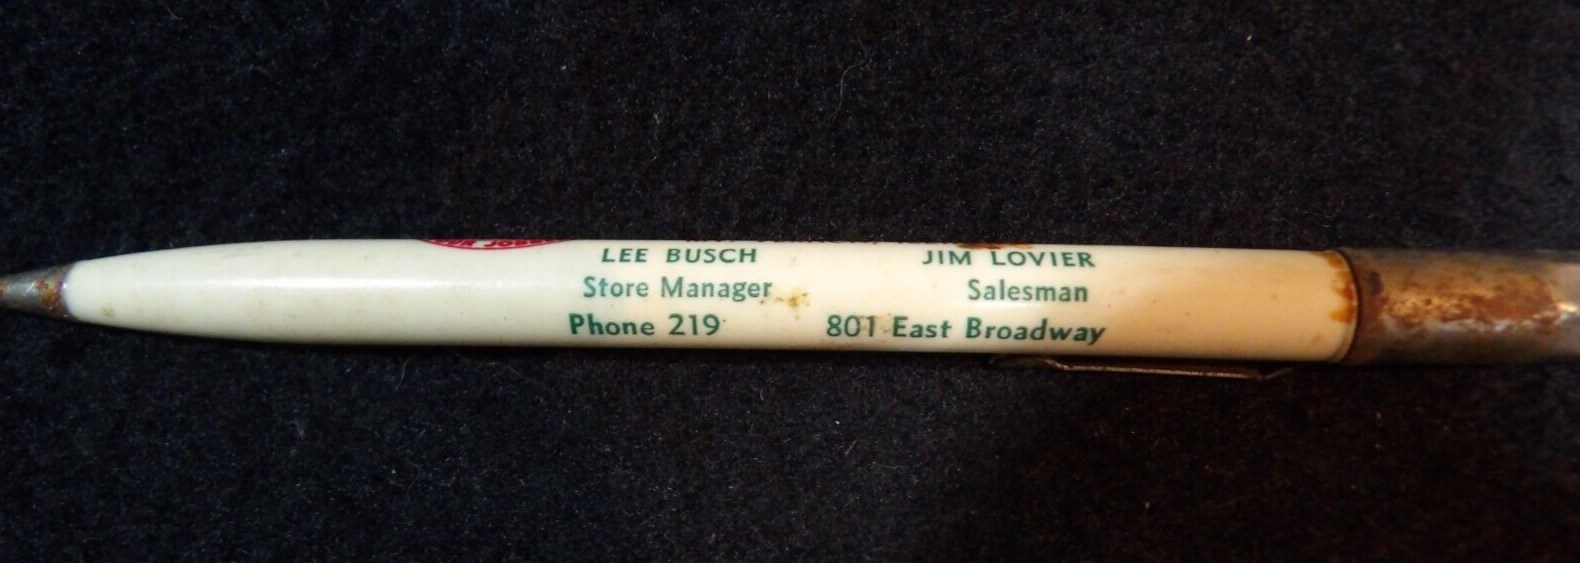 LEE BUSCH JIM LOVIER
Store Manager Salesman
Phone 219 801 East Broadway